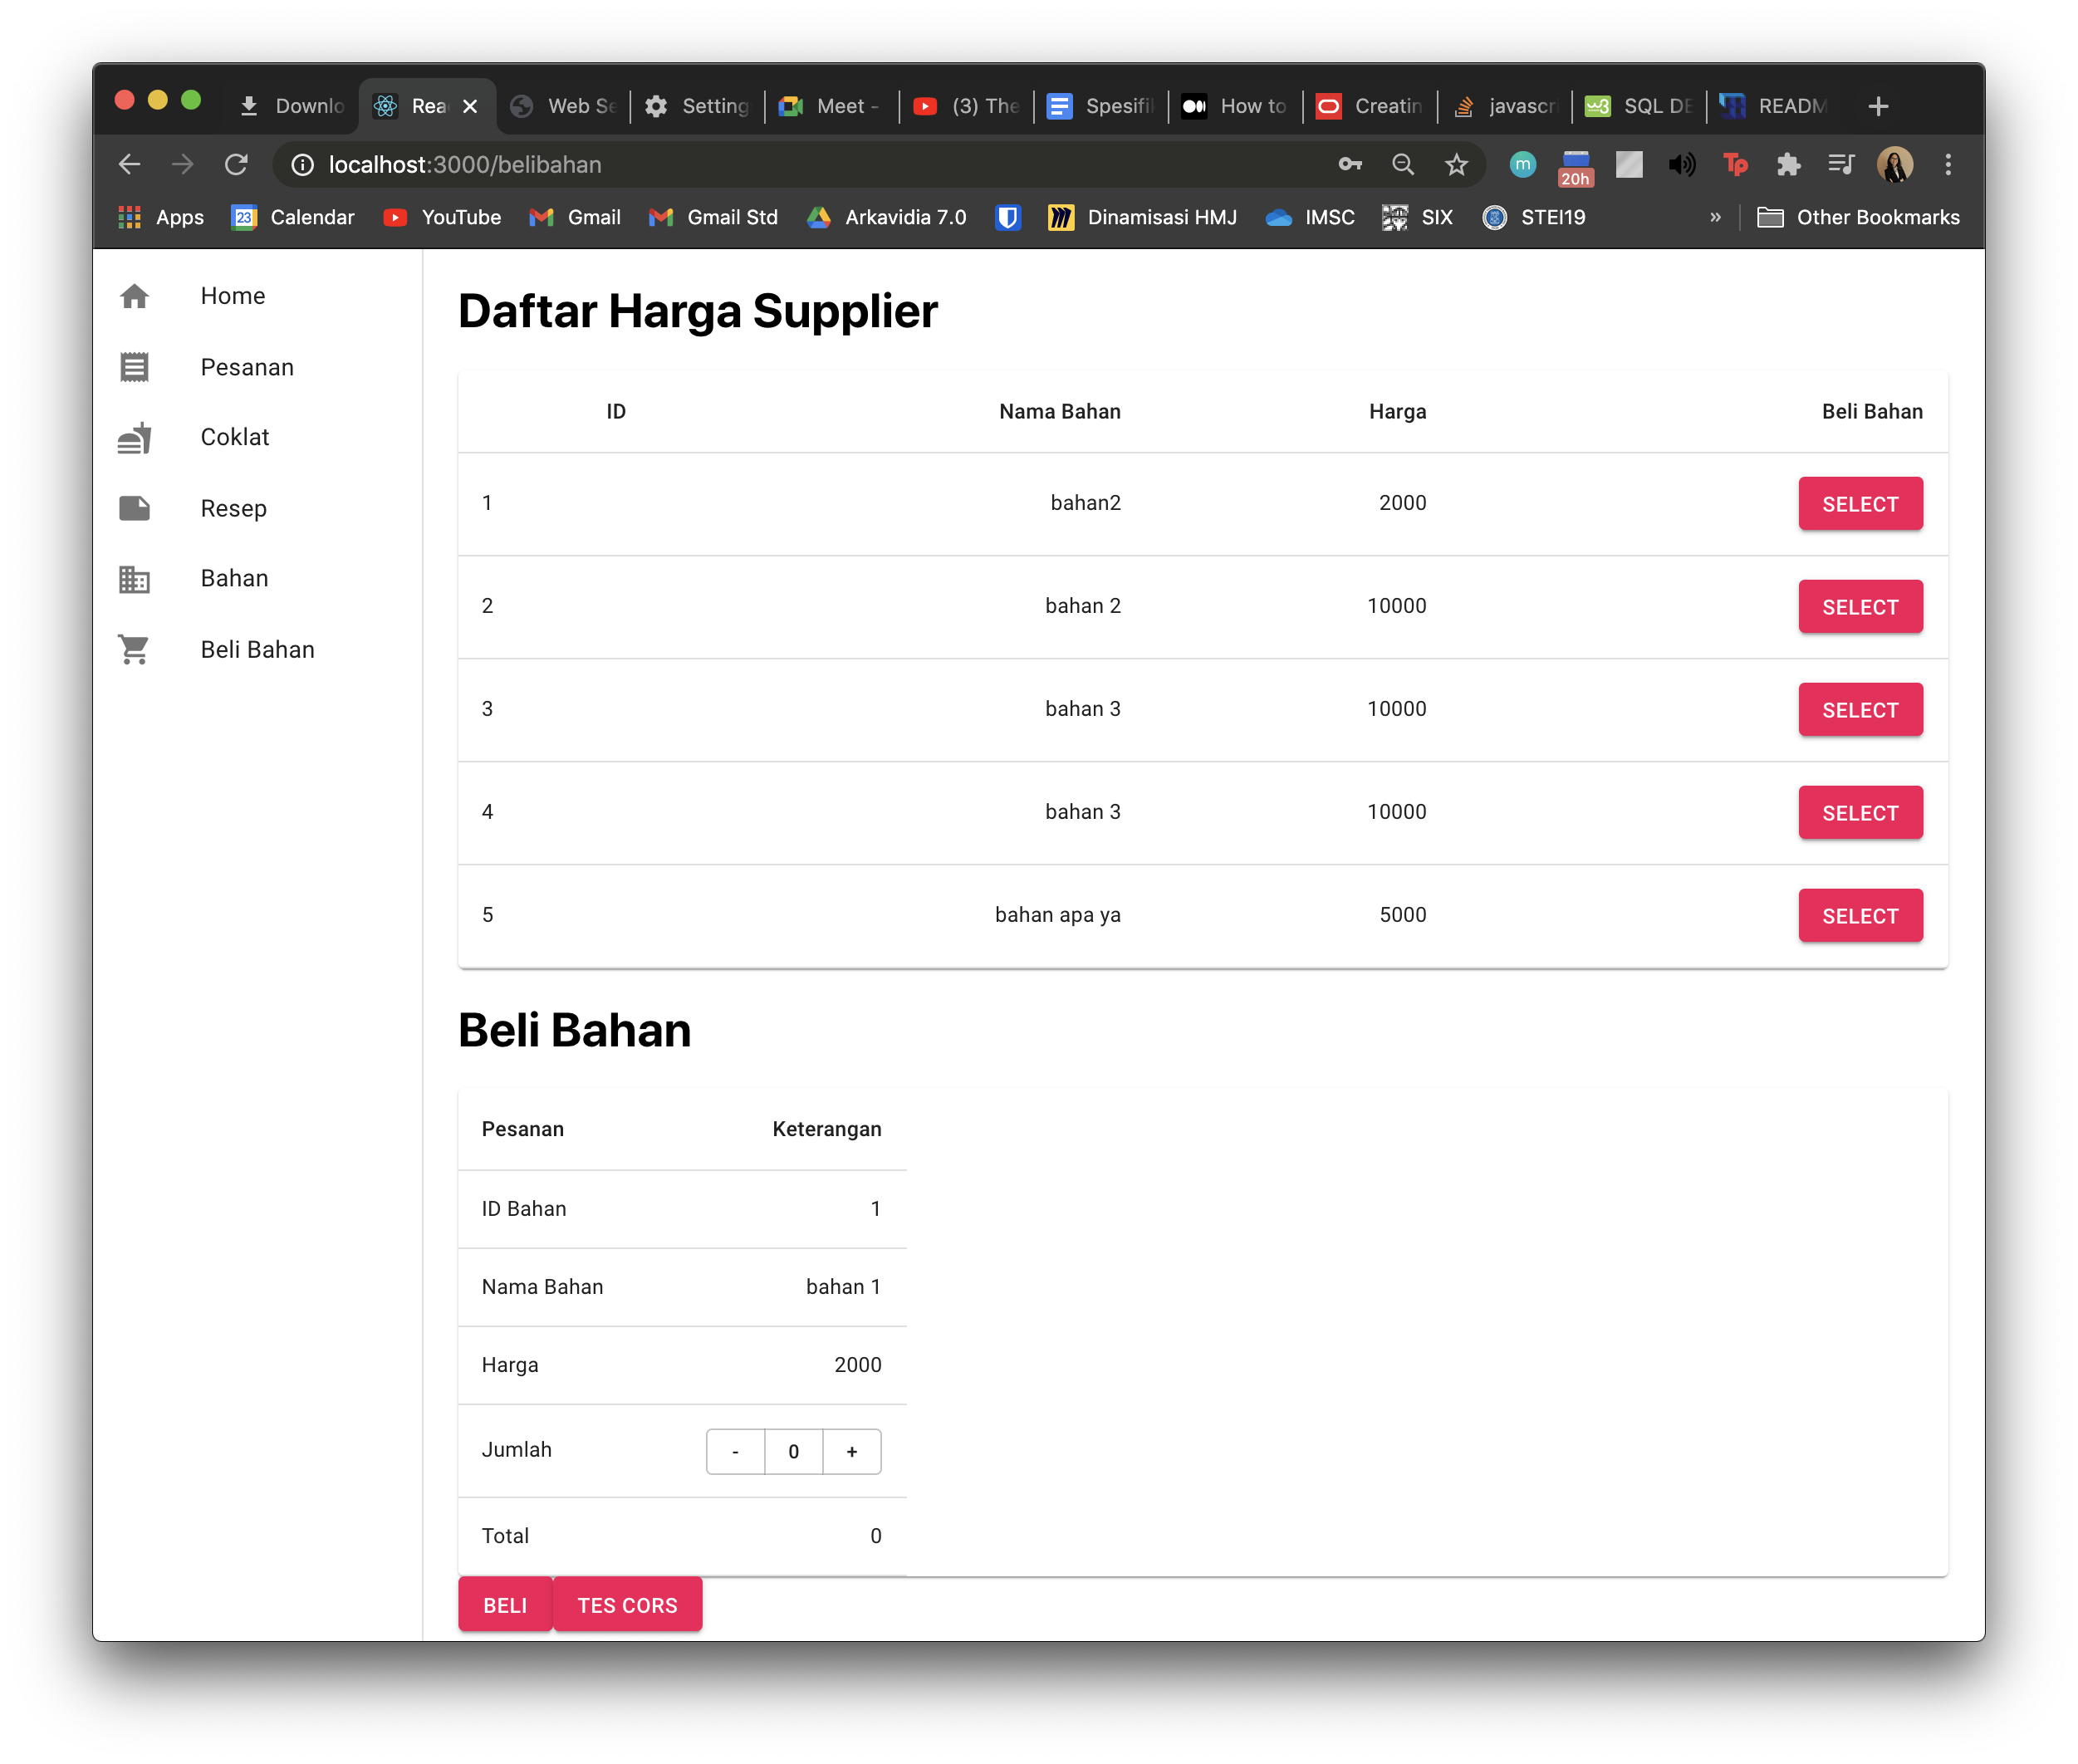 Downlo Rea Web Se Setting Meet - (3) The Spesifi How to Creatin javascri SQL DE READM
localhost:3000/belibahan
20h
m
Tp
Apps 23 Calendar YouTube Gmail Gmail Std Arkavidia 7.0 Dinamisasi HMJ IMSC SIX STEI19 » Other Bookmarks
Home
Pesanan
Coklat
Resep
Bahan
Beli Bahan
Daftar Harga Supplier
ID Nama Bahan Harga Beli Bahan
1 bahan2 2000 SELECT
2 bahan 2 10000 SELECT
3 bahan 3 10000 SELECT
4 bahan 3 10000 SELECT
5 bahan apa ya 5000 SELECT
Beli Bahan
Pesanan Keterangan
ID Bahan 1
Nama Bahan bahan 1
Harga 2000
Jumlah - 0 +
Total 0
BELI TES CORS